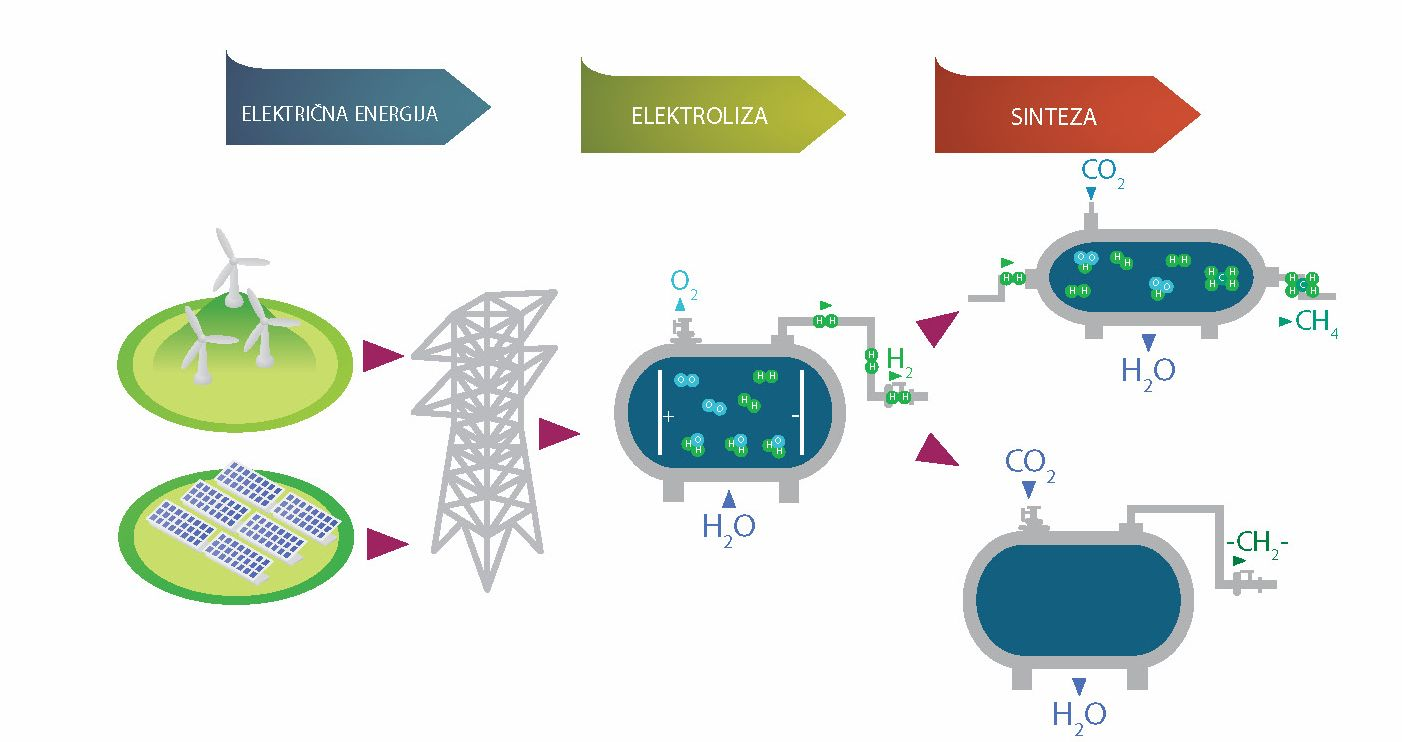 ELEKTRIČNA ENERGIJA
ELEKTROLIZA
SINTEZA
CO₂
O O
H
H H
H H
H H
C
H H
H H
O O
H
H H
H H
H H
C
H H
CH₄
H₂O
O₂
H H
H
H
H₂
H H
O O
H H
O O
H H
+
-
H O H
H O H
H O H
H₂O
CO₂
-CH₂-
H₂O